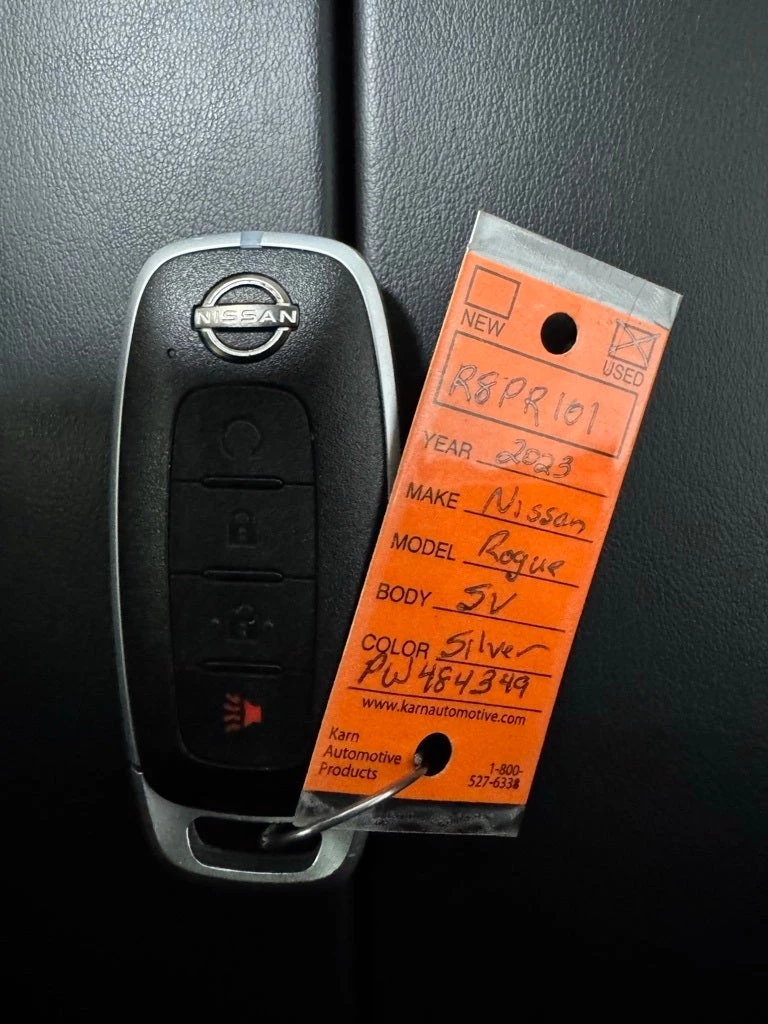 NISSAN
NEW
USED
R8PR101
YEAR 2023
MAKE Nissan
MODEL Rogue
BODY SV
COLOR Silver
PW484349
www.karnautomotive.com
Karn
Automotive
Products
1-800-
527-6338